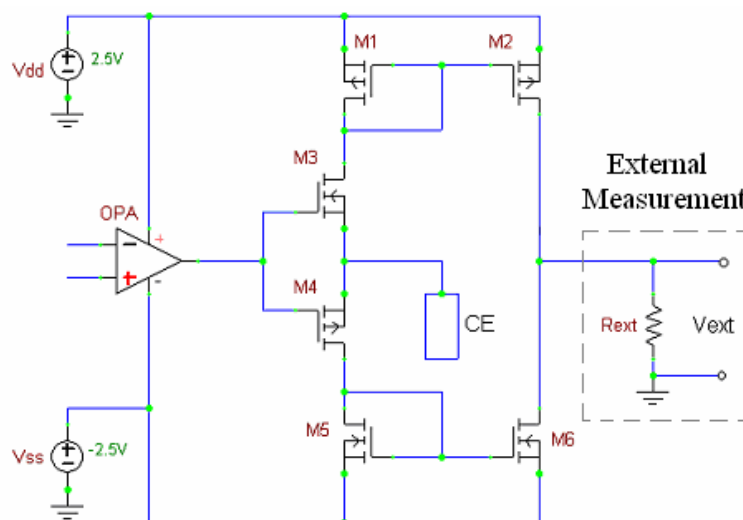 M1
M2
Vdd
2.5V
M3
External
Measurement
OPA
M4
CE
Rext
Vext
M5
M6
Vss
-2.5V